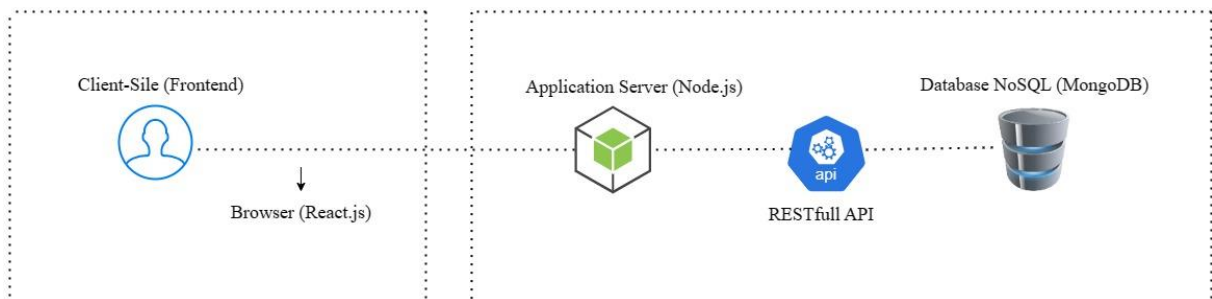 Client-Sile (Frontend)
Application Server (Node.js)
Database NoSQL (MongoDB)
api
Browser (React.js)
RESTfull API